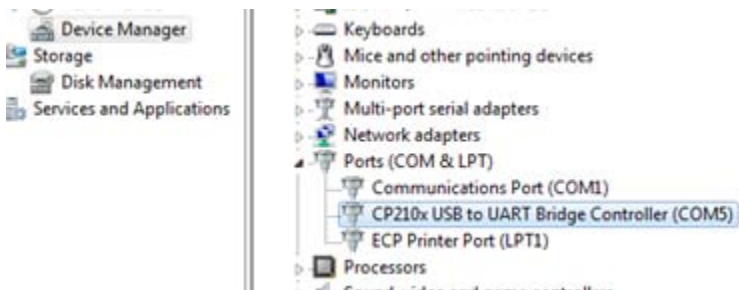 Device Manager
Storage
Disk Management
Services and Applications
Keyboards
Mice and other pointing devices
Monitors
Multi-port serial adapters
Network adapters
Ports (COM & LPT)
Communications Port (COM1)
CP210x USB to UART Bridge Controller (COM5)
ECP Printer Port (LPT1)
Processors